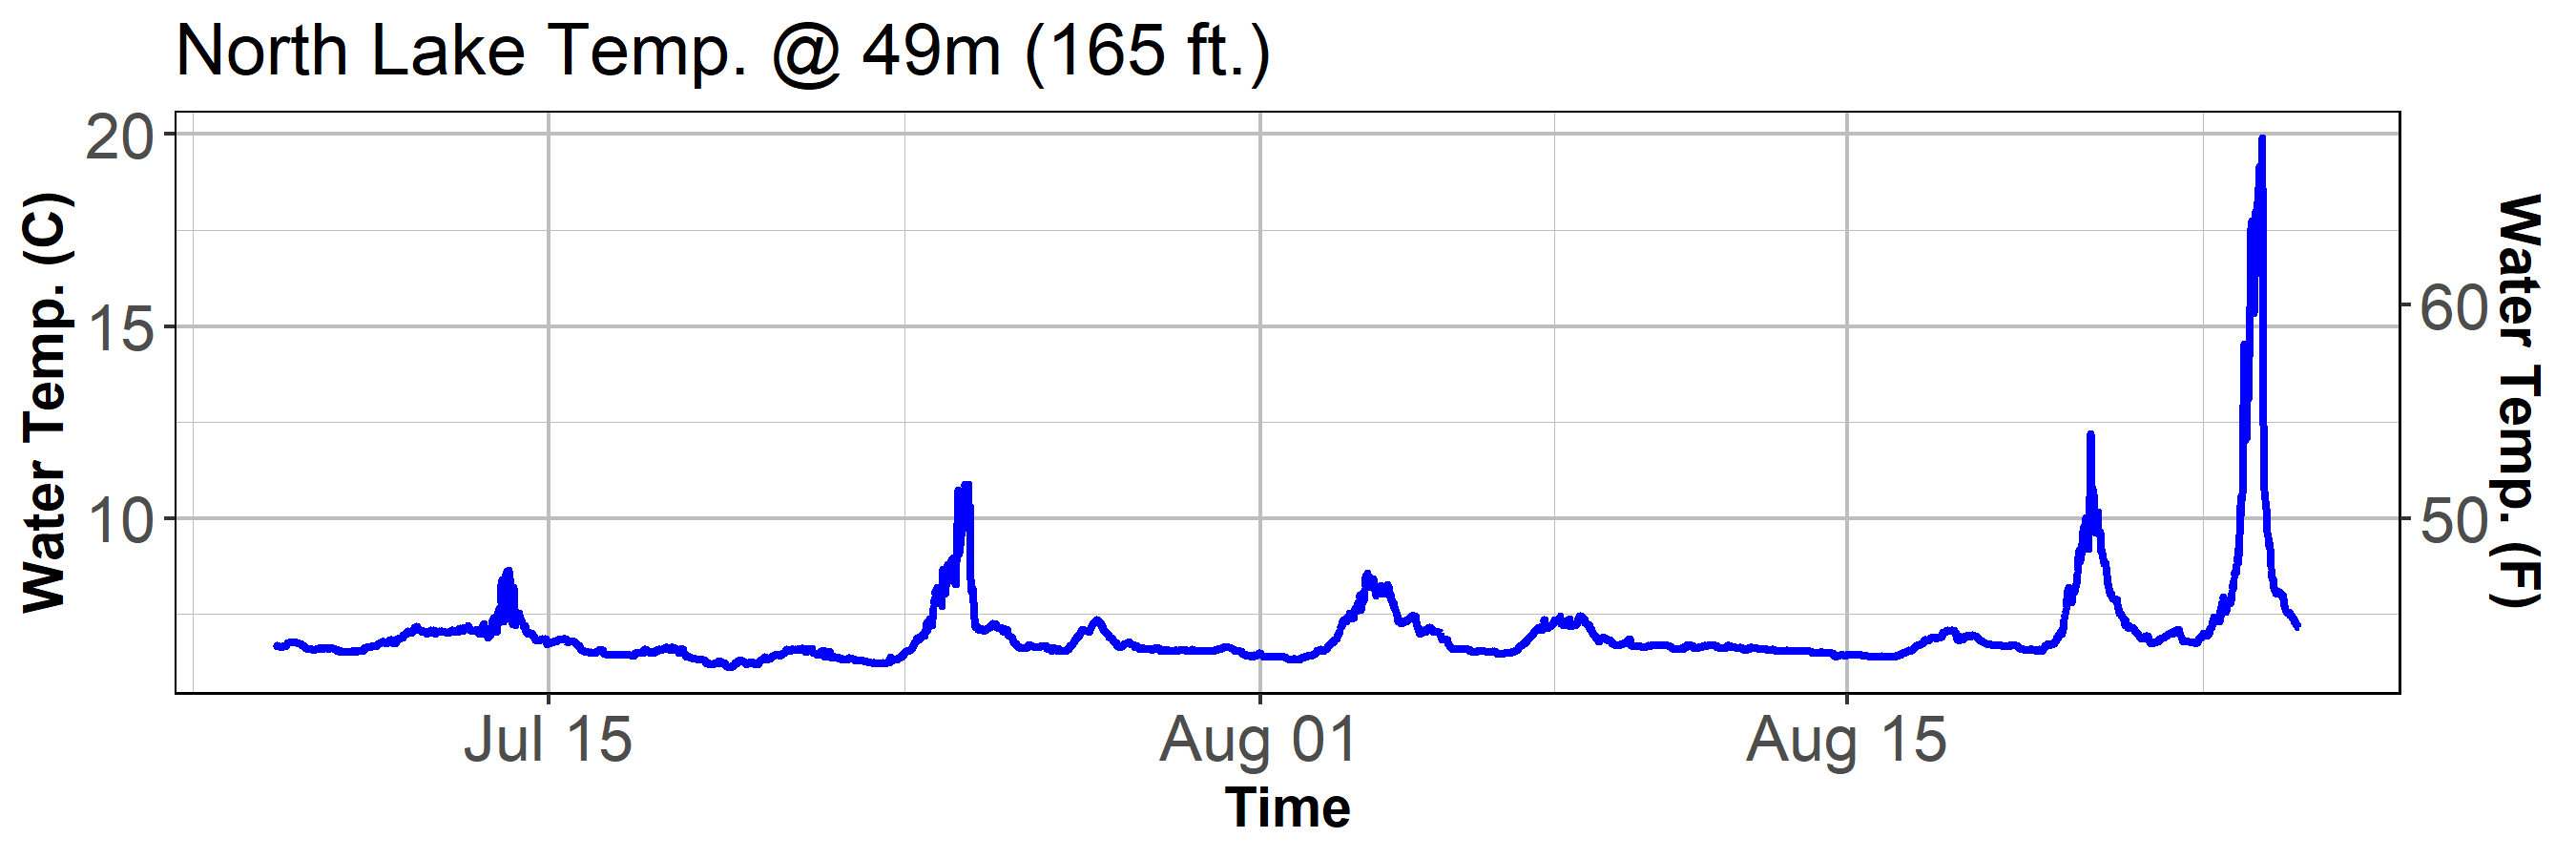 North Lake Temp. @ 49m (165 ft.)
Water Temp. (C)
20
15
10
60
50
Water Temp. (F)
Jul 15
Aug 01
Aug 15
Time